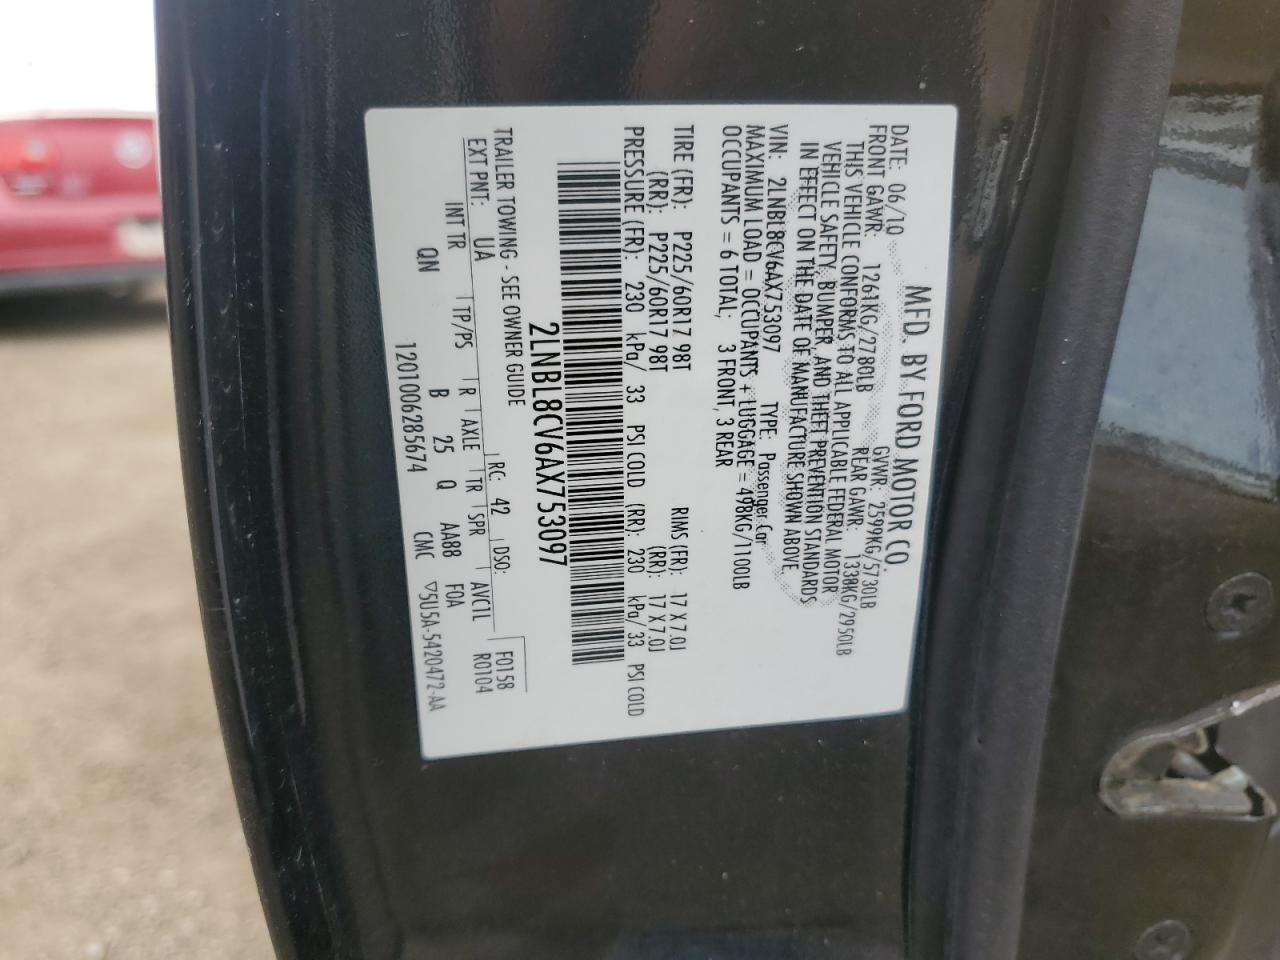 MFD. BY FORD MOTOR CO.
DATE: 06/10 GVWR: 2599KG/5730LB
FRONT GAWR: 1261KG/2780LB REAR GAWR: 1338KG/2950LB
THIS VEHICLE CONFORMS TO ALL APPLICABLE FEDERAL MOTOR
VEHICLE SAFETY, BUMPER, AND THEFT PREVENTION STANDARDS
IN EFFECT ON THE DATE OF MANUFACTURE SHOWN ABOVE.
VIN: 2LNBL8CV6AX753097 TYPE: Passenger Car
MAXIMUM LOAD = OCCUPANTS + LUGGAGE = 498KG/1100LB
OCCUPANTS = 6 TOTAL; 3 FRONT, 3 REAR
TIRE (FR): P225/60R17 98T RIMS (FR): 17 X 7.0J
(RR): P225/60R17 98T (RR): 17 X 7.0J
PRESSURE (FR): 230 kPa/ 33 PSI COLD (RR): 230 kPa/ 33 PSI COLD
2LNBL8CV6AX753097
TRAILER TOWING - SEE OWNER GUIDE
EXT PNT: UA RC: 42 DSO: F0158
R0104
INT TR TP/PS R AXLE TR SPR AVC1L
QN B 25 Q AA88 FOA
12010062856​74 CMC ▽5U5A-5420472-AA